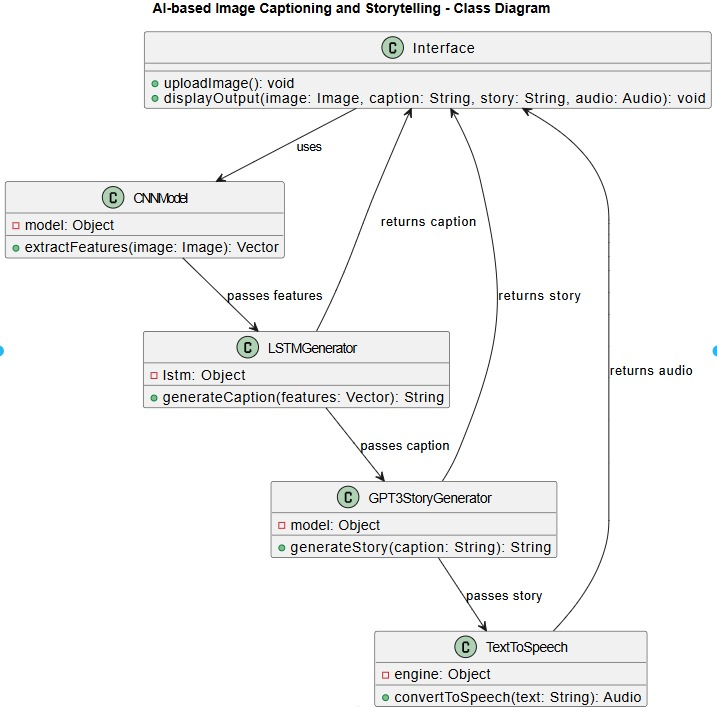 AI-based Image Captioning and Storytelling - Class Diagram
C Interface
uploadImage(): void
displayOutput(image: Image, caption: String, story: String, audio: Audio): void
uses
C CNNModel
model: Object
extractFeatures(image: Image): Vector
returns caption
passes features
returns story
C LSTMGenerator
lstm: Object
generateCaption(features: Vector): String
returns audio
passes caption
C GPT3StoryGenerator
model: Object
generateStory(caption: String): String
passes story
C TextToSpeech
engine: Object
convertToSpeech(text: String): Audio